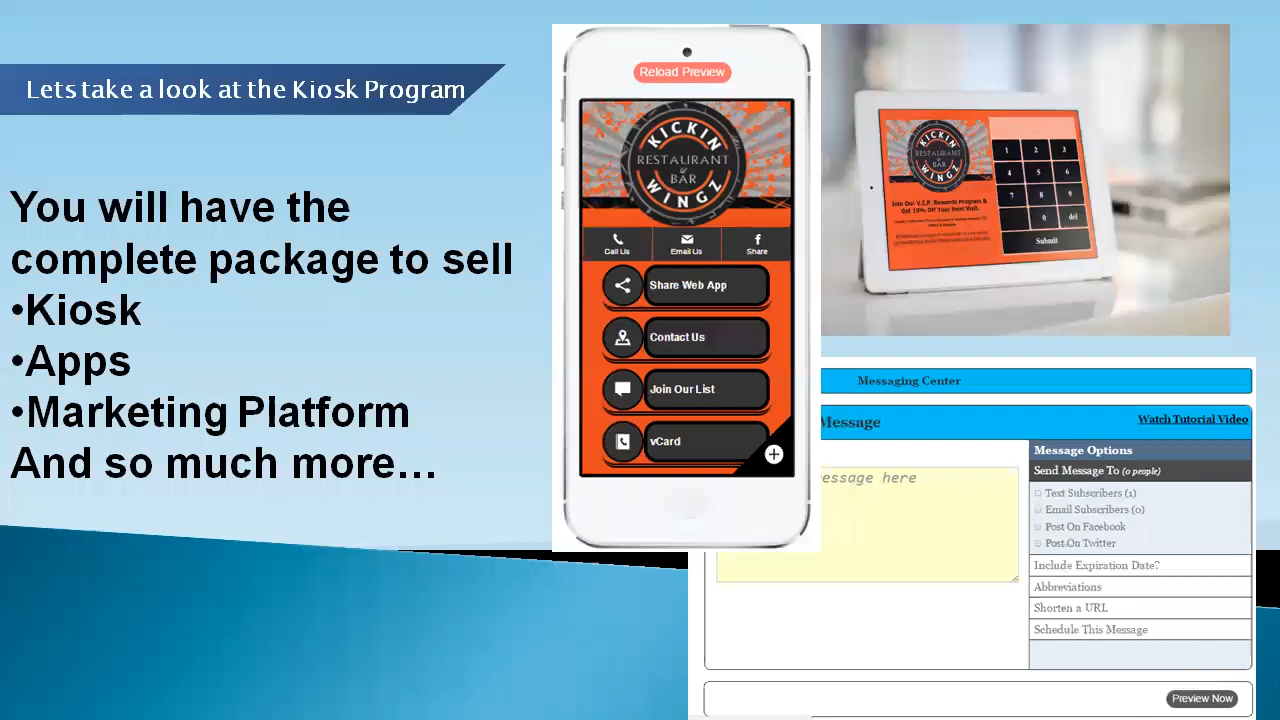 Lets take a look at the Kiosk Program
You will have the
complete package to sell
•Kiosk
•Apps
•Marketing Platform
And so much more...
Reload Preview
KICKIN
RESTAURANT
&
BAR
WINGZ
Call Us
Email Us
Share
Share Web App
Contact Us
Join Our List
vCard
KICKIN
RESTAURANT
&
BAR
WINGZ
Join Our V.I.P. Rewards Program &
Get 10% Off Your Next Visit.
1 2 3
4 5 6
7 8 9
0 del
Submit
Messaging Center
Message
Watch Tutorial Video
essage here
Message Options
Send Message To (0 people)
Text Subscribers (1)
Email Subscribers (0)
Post On Facebook
Post On Twitter
Include Expiration Date?
Abbreviations
Shorten a URL
Schedule This Message
Preview Now